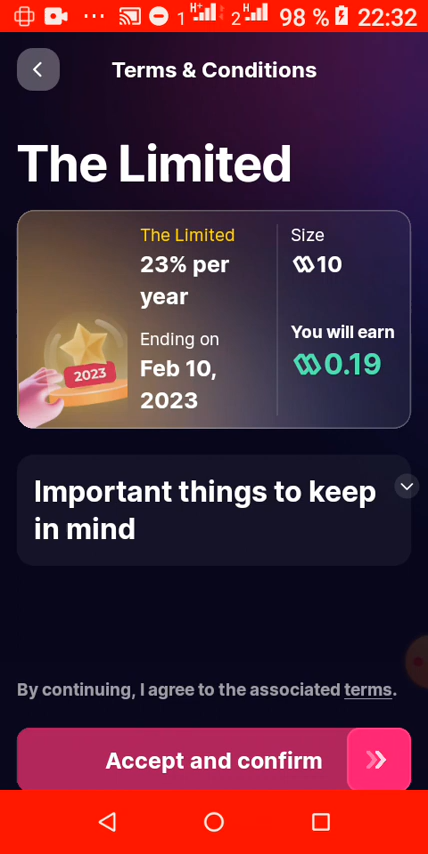 1 H+ 2 H 98 % 22:32
Terms & Conditions
The Limited
The Limited
23% per
year
Ending on
Feb 10,
2023
2023
Size
10
You will earn
0.19
Important things to keep
in mind
By continuing, I agree to the associated terms.
Accept and confirm